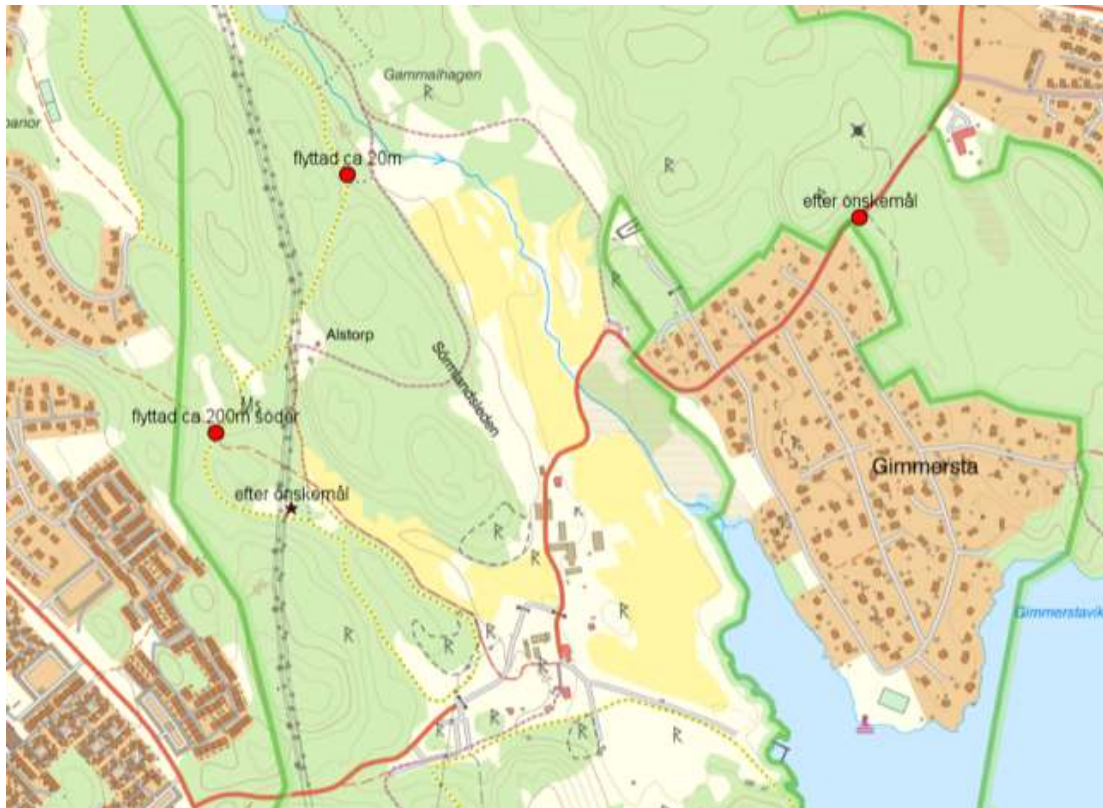 Gammalhagen
R
flyttad ca 20m
R
efter önskemål
Alstorp
Sörmlandsleden
flyttad ca 200m söder
efter önskemål
Gimmersta
R
R
R
R
R
R
R
R
R
Gimmerstavik